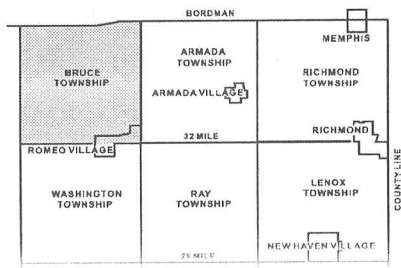 BORDMAN
MEMPHIS
ARMADA
TOWNSHIP
BRUCE
TOWNSHIP
RICHMOND
TOWNSHIP
ARMADA VILLAGE
RICHMOND
32 MILE
ROMEO VILLAGE
COUNTY LINE
WASHINGTON
TOWNSHIP
RAY
TOWNSHIP
LENOX
TOWNSHIP
NEW HAVEN VILLAGE
26 MILE